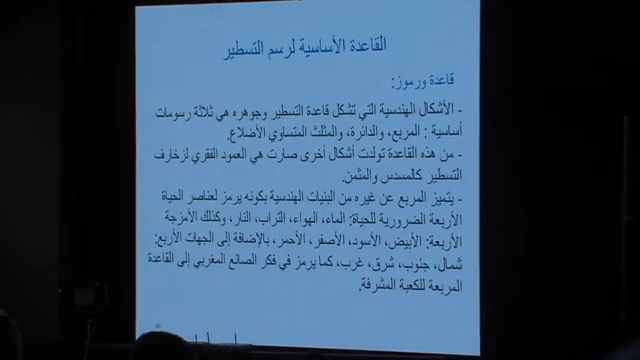 القاعدة الأساسية لرسم التسطير
قاعدة ورموز:
- الأشكال الهندسية التي تشكل قاعدة التسطير وجوهره هي ثلاثة رسومات
أساسية : المربع، والدائرة، والمثلث المتساوي الأضلاع.
- من هذه القاعدة تولدت أشكال أخرى صارت هي العمود الفقري لزخارف
التسطير كالمسدس والمثمن.
- يتميز المربع عن غيره من البنيات الهندسية بكونه يرمز لعناصر الحياة
الأربعة الضرورية للحياة: الماء، الهواء، التراب، النار، وكذلك الأمزجة
الأربعة: الأبيض، الأسود، الأصفر، الأحمر، بالإضافة إلى الجهات الأربع:
شمال، جنوب، شرق، غرب، كما يرمز في فكر الصانع المغربي إلى القاعدة
المربعة للكعبة المشرفة.